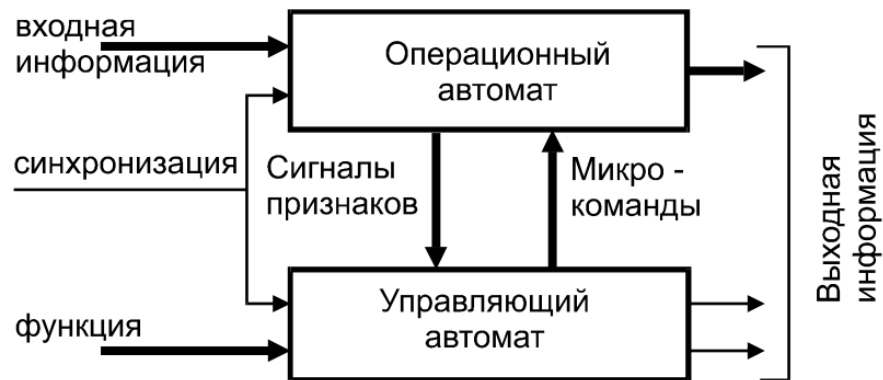 входная
информация
Операционный
автомат
синхронизация
Сигналы
признаков
Микро -
команды
функция
Управляющий
автомат
Выходная
информация